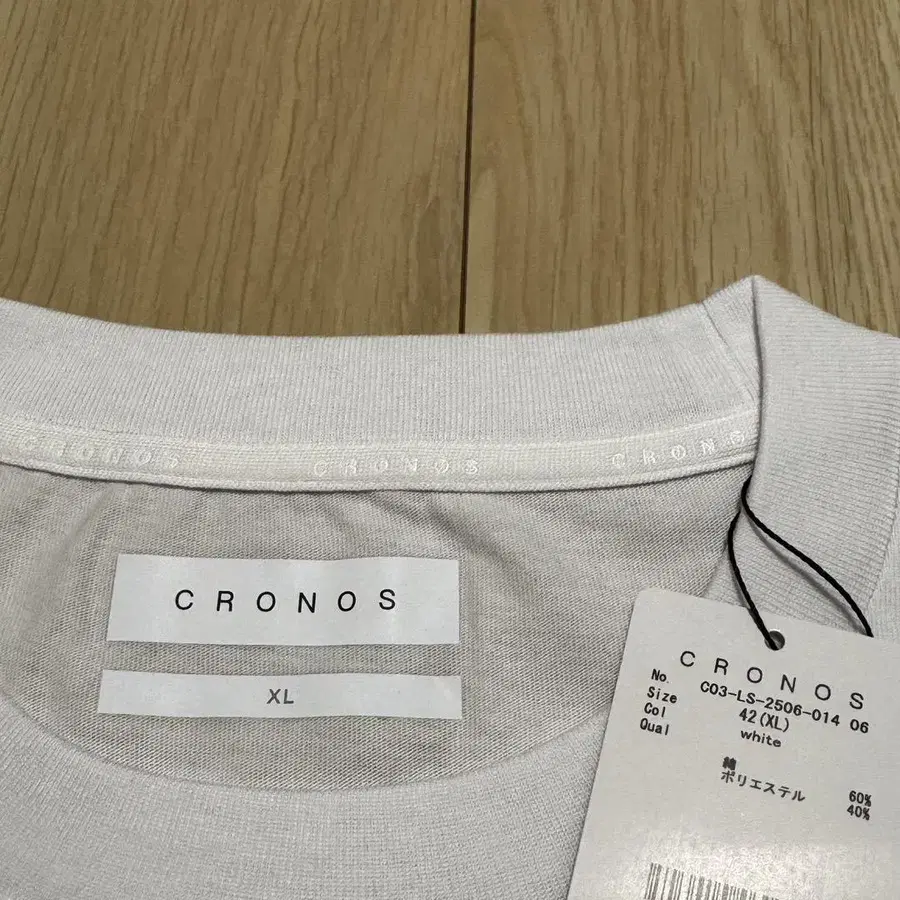 CRONOS CRONOS CRONOS
CRONOS
XL
CRONOS
No. C03-LS-2506-014 06
Size 42(XL)
Col white
Qual
綿 60%
ポリエステル 40%